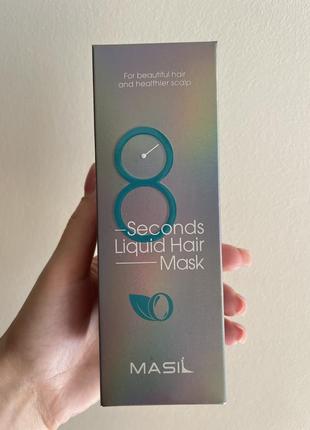 For beautiful hair
and healthier scalp
8
Seconds
Liquid Hair
Mask
MASIL